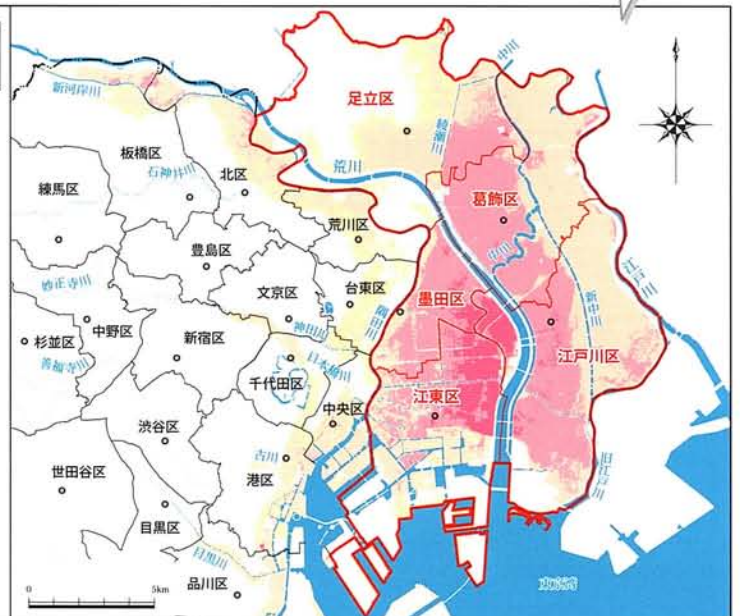 足立区
中川
新河岸川
綾瀬川
板橋区
石神井川
北区
荒川
練馬区
葛飾区
荒川区
豊島区
中川
江戸川
妙正寺川
文京区
台東区
隅田川
墨田区
新中川
杉並区
中野区
新宿区
神田川
善福寺川
日本橋川
江戸川区
千代田区
中央区
江東区
渋谷区
古川
港区
旧江戸川
世田谷区
目黒区
目黒川
品川区
東京湾
0
5km